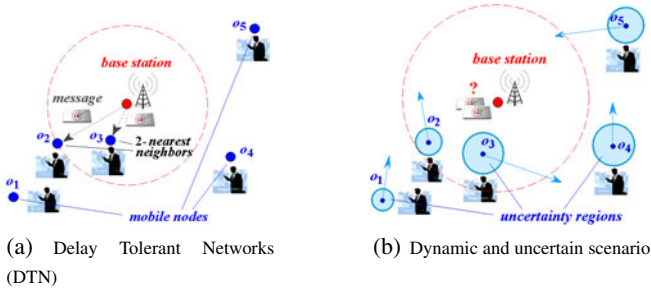 o5
base station
message
o2
o3
2-nearest
neighbors
o4
o1
mobile nodes
(a) Delay Tolerant Networks
(DTN)
o5
base station
?
o2
o3
o4
o1
uncertainty regions
(b) Dynamic and uncertain scenario